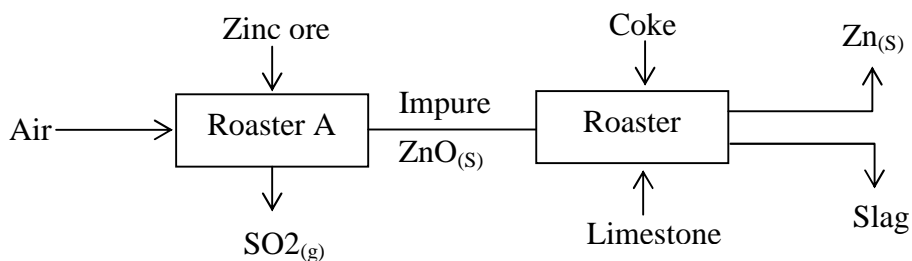 Zinc ore
Coke
Zn(S)
Air
Roaster A
Impure
ZnO(S)
Roaster
SO2(g)
Limestone
Slag